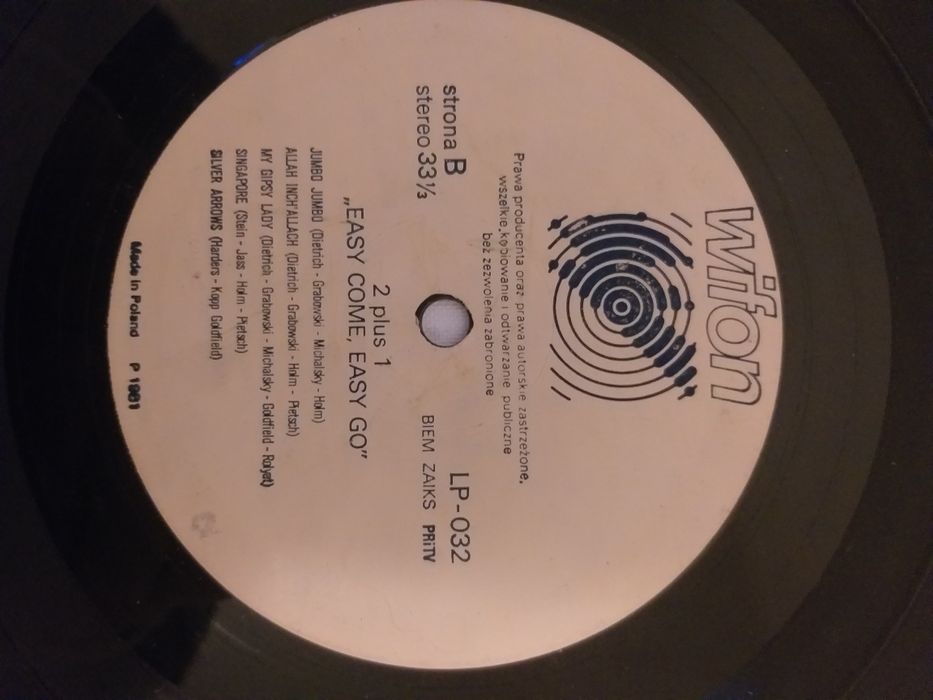 wifon
Prawa producenta oraz prawa autorskie zastrzeżone,
wszelkie kopiowanie i odtwarzanie publiczne
bez zezwolenia zabronione
strona B
stereo 33⅓
LP-032
BIEM ZAIKS PRiTV
2 plus 1
„EASY COME, EASY GO"
JUMBO JUMBO (Dietrich - Grabowski - Michalsky - Holm)
ALLAH INCH'ALLACH (Dietrich - Grabowski - Holm - Pietsch)
MY GIPSY LADY (Dietrich - Grabowski - Michalsky - Goldfield - Rolyat)
SINGAPORE (Stein - Jass - Holm - Pietsch)
SILVER ARROWS (Harders - Kopp Goldfield)
Made in Poland P 1981